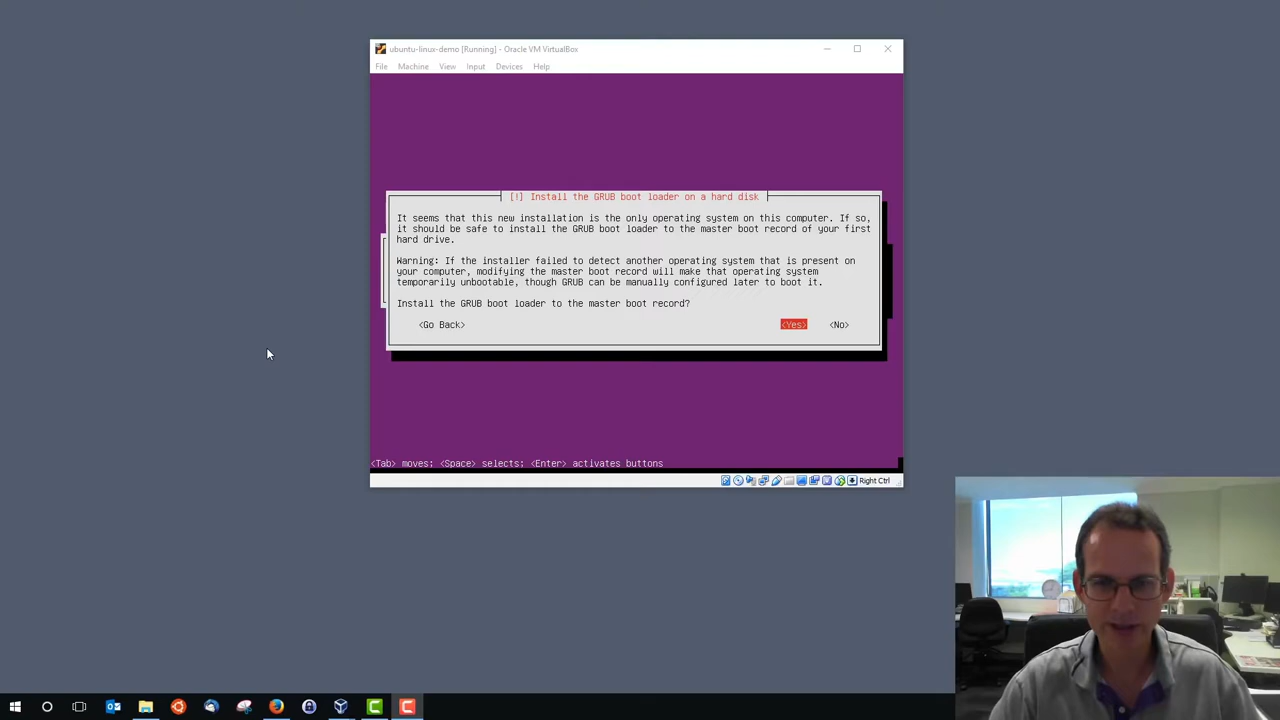 ubuntu-linux-demo [Running] - Oracle VM VirtualBox
File Machine View Input Devices Help
[!] Install the GRUB boot loader on a hard disk
It seems that this new installation is the only operating system on this computer. If so,
it should be safe to install the GRUB boot loader to the master boot record of your first
hard drive.
Warning: If the installer failed to detect another operating system that is present on
your computer, modifying the master boot record will make that operating system
temporarily unbootable, though GRUB can be manually configured later to boot it.
Install the GRUB boot loader to the master boot record?
<Go Back> <Yes> <No>
<Tab> moves; <Space> selects; <Enter> activates buttons
Right Ctrl